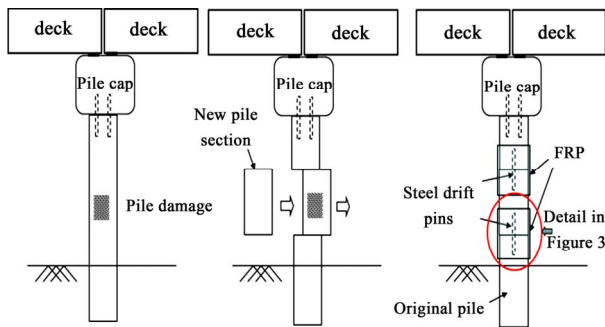 deck
deck
Pile cap
Pile damage
deck
deck
Pile cap
New pile
section
deck
deck
Pile cap
FRP
Steel drift
pins
Detail in
Figure 3
Original pile